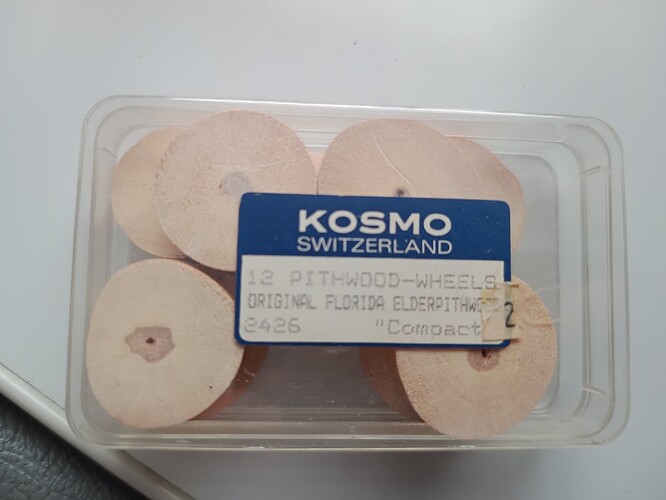 KOSMO
SWITZERLAND
12 PITHWOOD-WHEELS
ORIGINAL FLORIDA
2426 "Compact
2